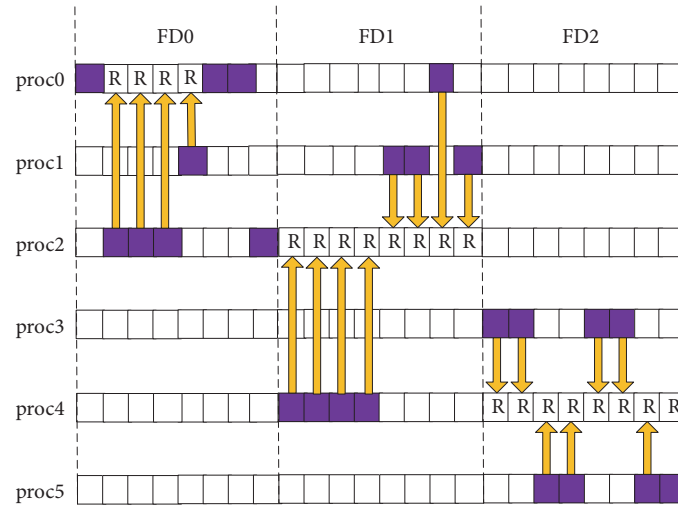 FD0 FD1 FD2
proc0 R R R R
proc1
proc2 R R R R R R R R
proc3
proc4 R R R R R R R R
proc5